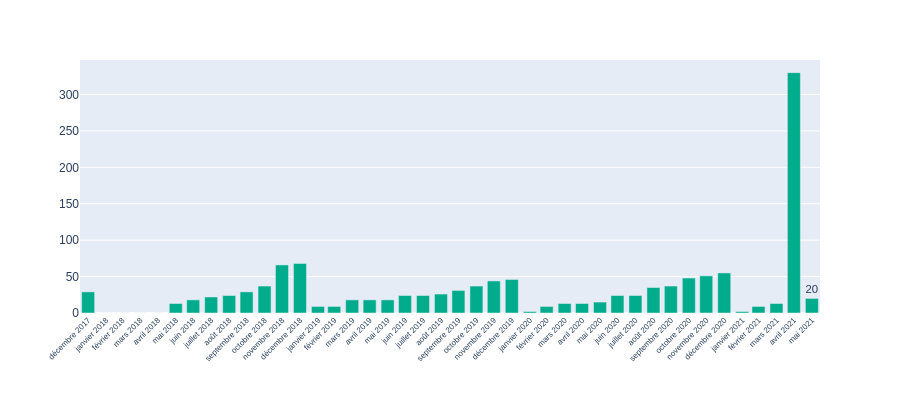 300
250
200
150
100
50
0
20
décembre 2017
janvier 2018
février 2018
mars 2018
avril 2018
mai 2018
juin 2018
juillet 2018
août 2018
septembre 2018
octobre 2018
novembre 2018
décembre 2018
janvier 2019
février 2019
mars 2019
avril 2019
mai 2019
juin 2019
juillet 2019
août 2019
septembre 2019
octobre 2019
novembre 2019
décembre 2019
janvier 2020
février 2020
mars 2020
avril 2020
mai 2020
juin 2020
juillet 2020
août 2020
septembre 2020
octobre 2020
novembre 2020
décembre 2020
janvier 2021
février 2021
mars 2021
avril 2021
mai 2021